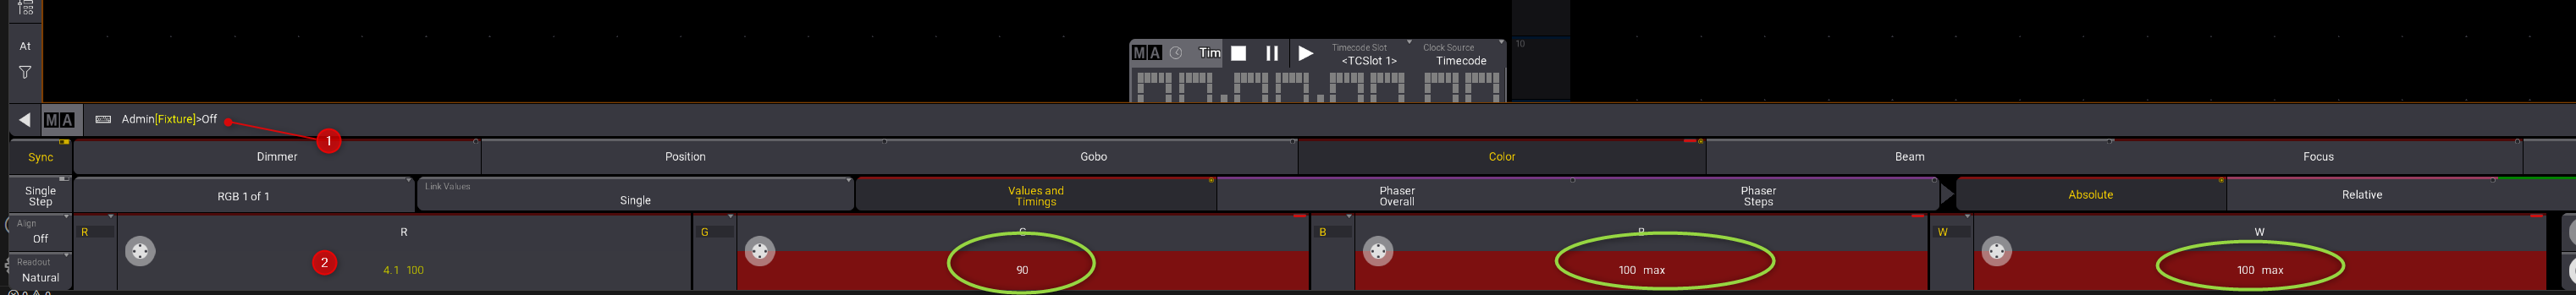 At
MA Tim Timecode Slot <TCSlot 1> Clock Source Timecode
10
MA Admin[Fixture]>Off
1
Sync Dimmer Position Gobo Color Beam Focus
Single Step RGB 1 of 1 Link Values Single Values and Timings Phaser Overall Phaser Steps Absolute Relative
Align Off R R G G B B W W
Readout Natural 2 4.1 100 90 100 max 100 max